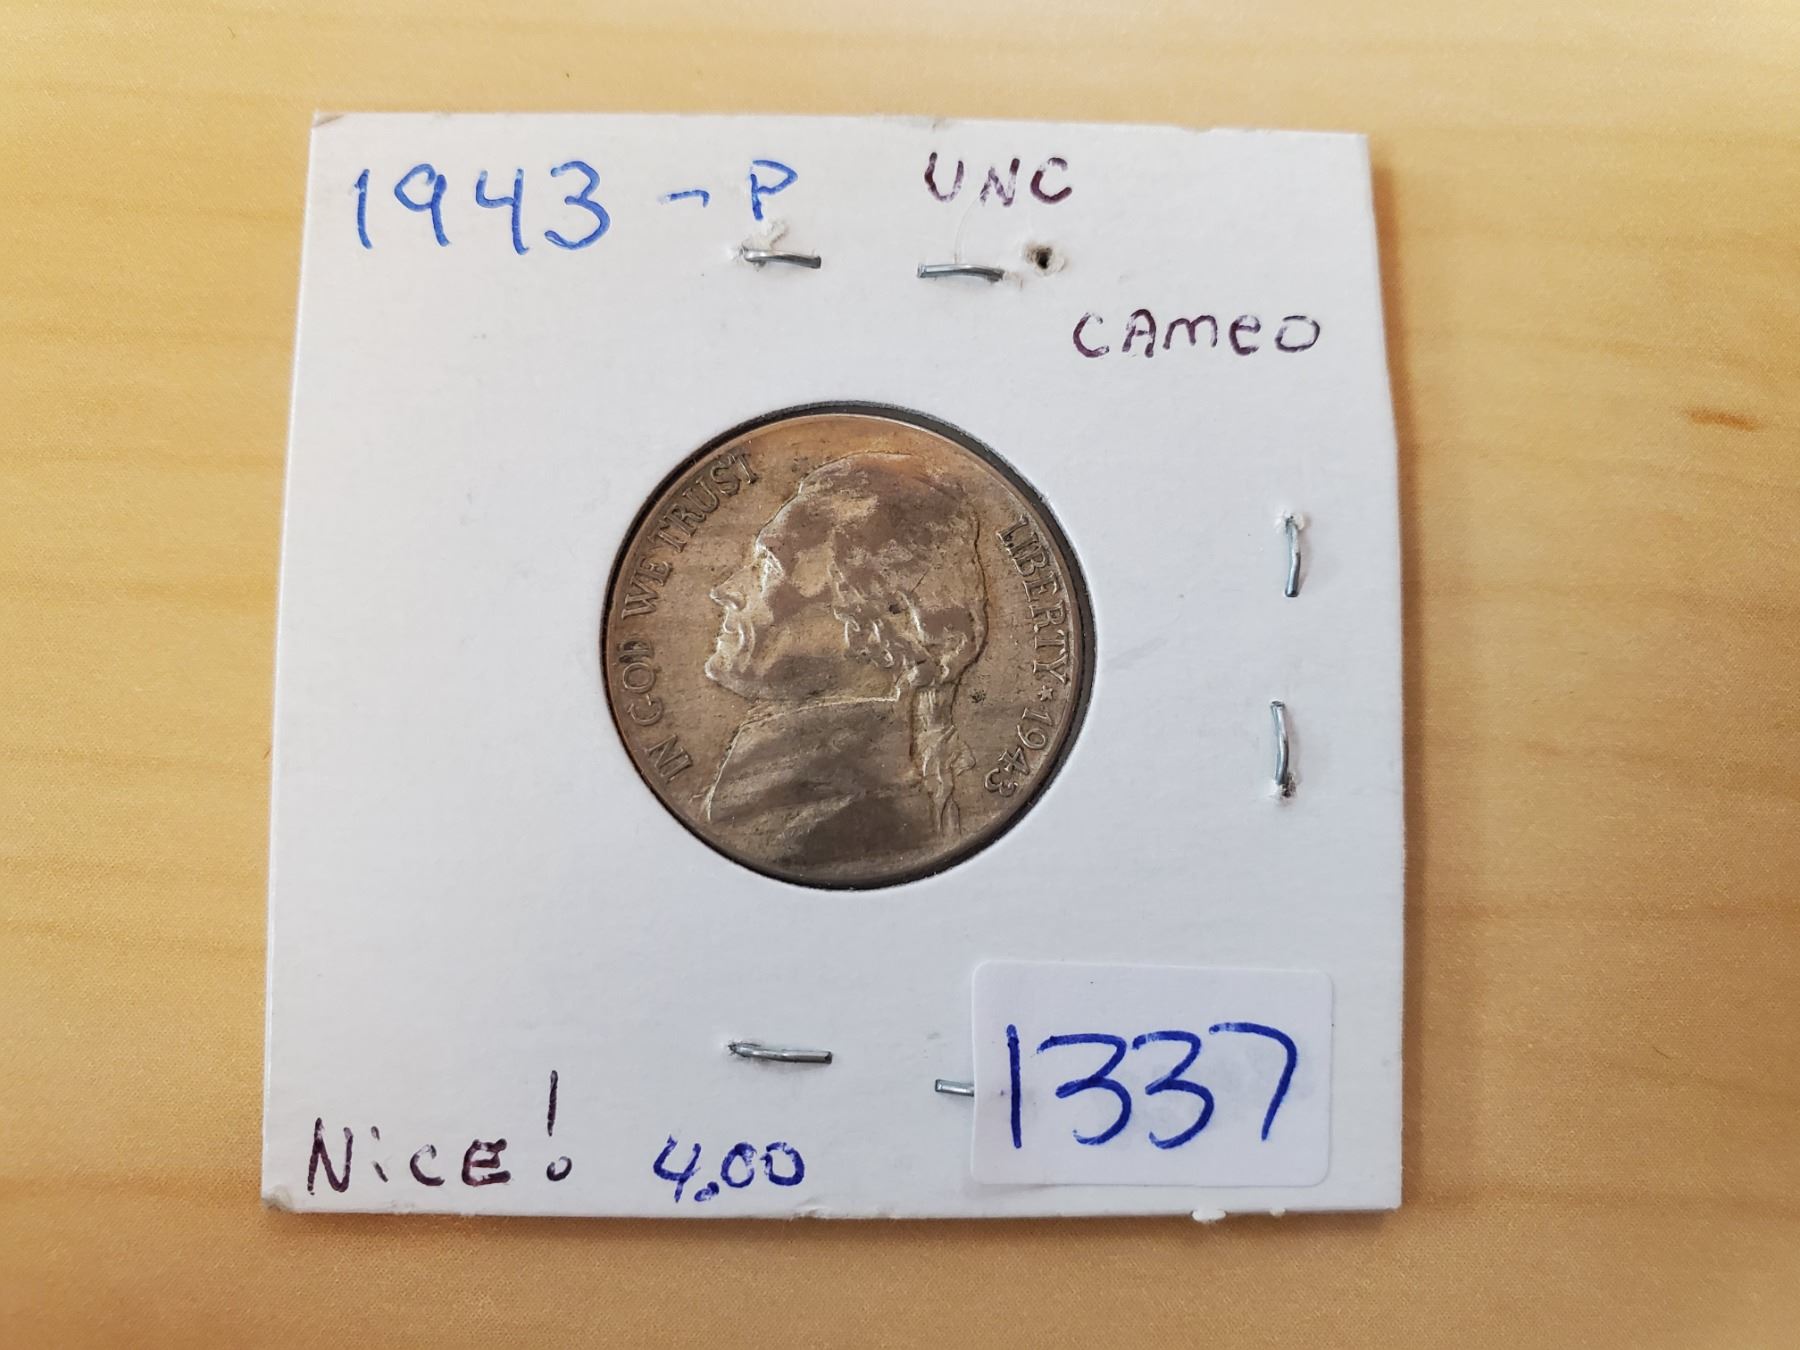 1943 - P UNC
CAMEO
IN GOD WE TRUST
LIBERTY ★ 1943
NiCE! 4.00
1337